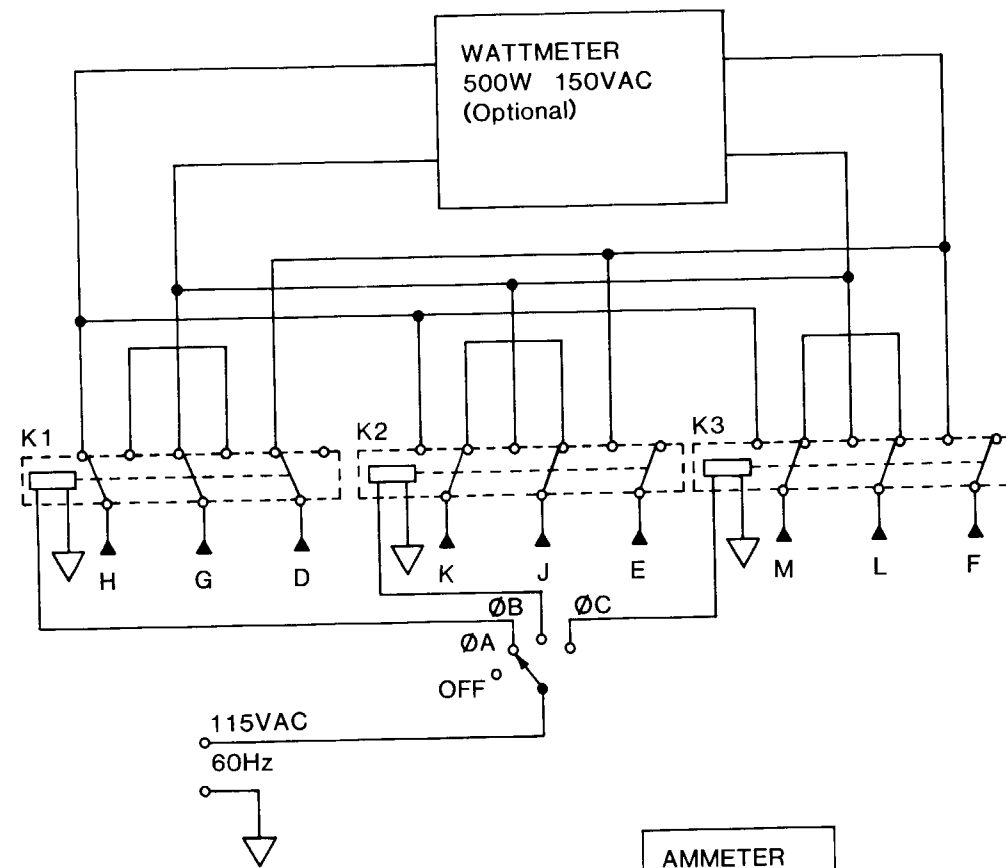 WATTMETER
500W 150VAC
(Optional)
K1
K2
K3
H
G
D
K
J
E
M
L
F
ØB
ØC
ØA
OFF
115VAC
60Hz
AMMETER